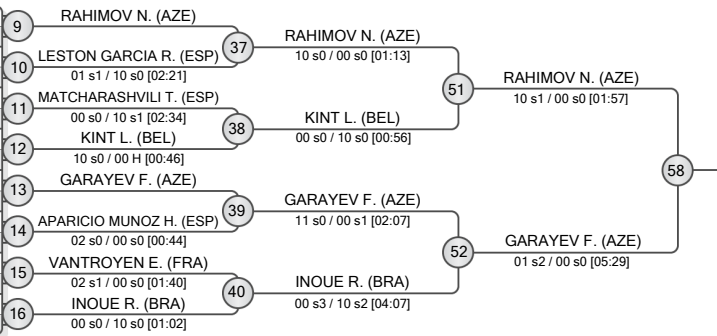 9
RAHIMOV N. (AZE)
37
RAHIMOV N. (AZE)
10 s0 / 00 s0 [01:13]
10
LESTON GARCIA R. (ESP)
01 s1 / 10 s0 [02:21]
51
RAHIMOV N. (AZE)
10 s1 / 00 s0 [01:57]
11
MATCHARASHVILI T. (ESP)
00 s0 / 10 s1 [02:34]
38
KINT L. (BEL)
00 s0 / 10 s0 [00:56]
12
KINT L. (BEL)
10 s0 / 00 H [00:46]
58
13
GARAYEV F. (AZE)
39
GARAYEV F. (AZE)
11 s0 / 00 s1 [02:07]
14
APARICIO MUNOZ H. (ESP)
02 s0 / 00 s0 [00:44]
52
GARAYEV F. (AZE)
01 s2 / 00 s0 [05:29]
15
VANTROYEN E. (FRA)
02 s1 / 00 s0 [01:40]
40
INOUE R. (BRA)
00 s3 / 10 s2 [04:07]
16
INOUE R. (BRA)
00 s0 / 10 s0 [01:02]